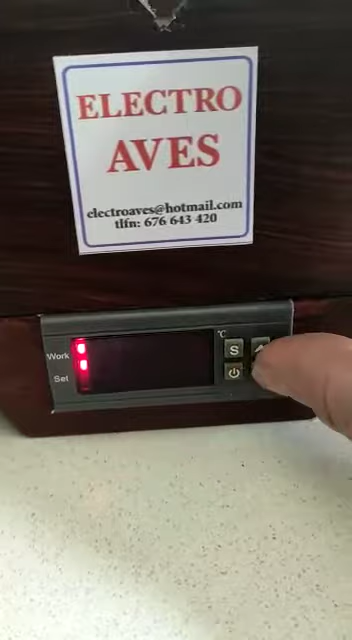 ELECTRO
AVES
electroaves@hotmail.com
tlfn: 676 643 420
°C
Work
S
Set